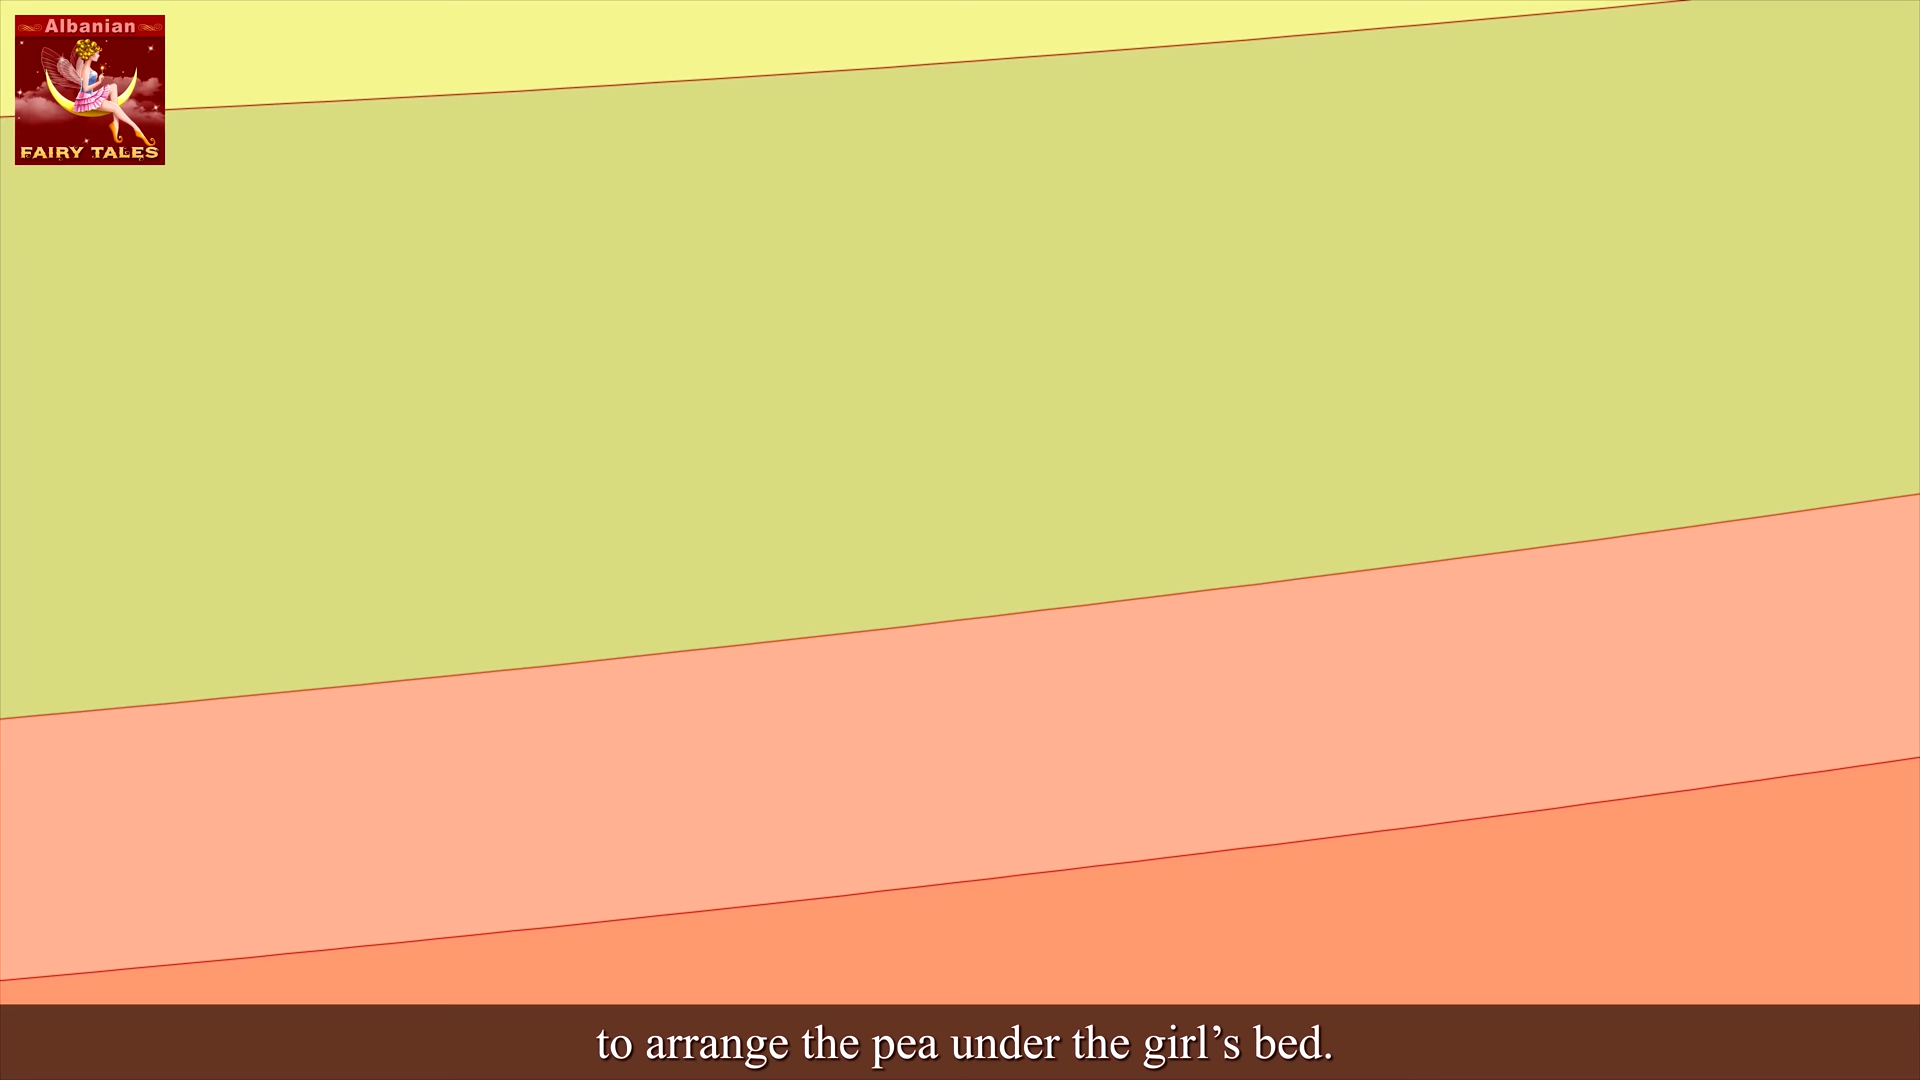 Albanian
FAIRY TALES
to arrange the pea under the girl’s bed.